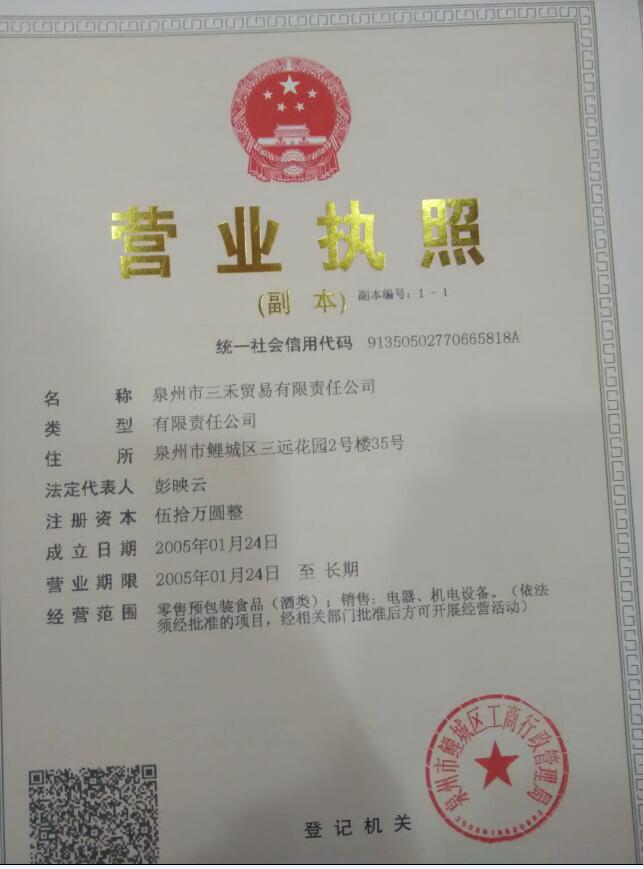 营业执照
(副 本) 副本编号：1－1
统一社会信用代码 91350502770665818A
名 称 泉州市三禾贸易有限责任公司
类 型 有限责任公司
住 所 泉州市鲤城区三远花园2号楼35号
法定代表人 彭映云
注册资本 伍拾万圆整
成立日期 2005年01月24日
营业期限 2005年01月24日 至 长期
经营范围 零售预包装食品（酒类）；销售：电器、机电设备。（依法
须经批准的项目，经相关部门批准后方可开展经营活动）
泉州市鲤城区工商行政管理局
登记机关